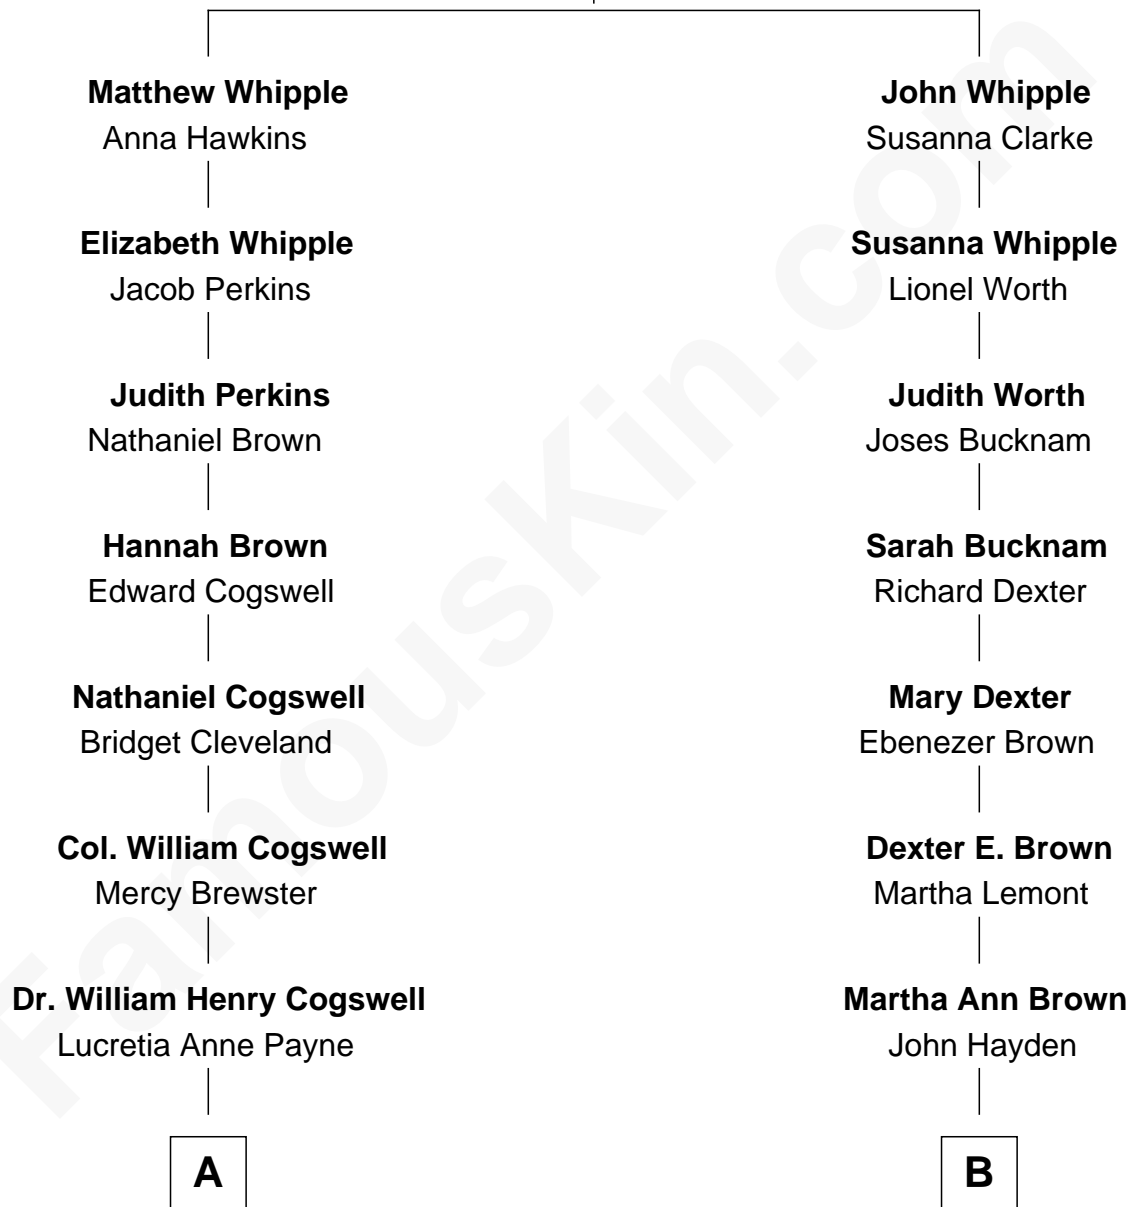 Matthew Whipple
Anna Hawkins
Elizabeth Whipple
Jacob Perkins
Judith Perkins
Nathaniel Brown
Hannah Brown
Edward Cogswell
Nathaniel Cogswell
Bridget Cleveland
Col. William Cogswell
Mercy Brewster
Dr. William Henry Cogswell
Lucretia Anne Payne
A
John Whipple
Susanna Clarke
Susanna Whipple
Lionel Worth
Judith Worth
Joses Bucknam
Sarah Bucknam
Richard Dexter
Mary Dexter
Ebenezer Brown
Dexter E. Brown
Martha Lemont
Martha Ann Brown
John Hayden
B
FamousKin.com